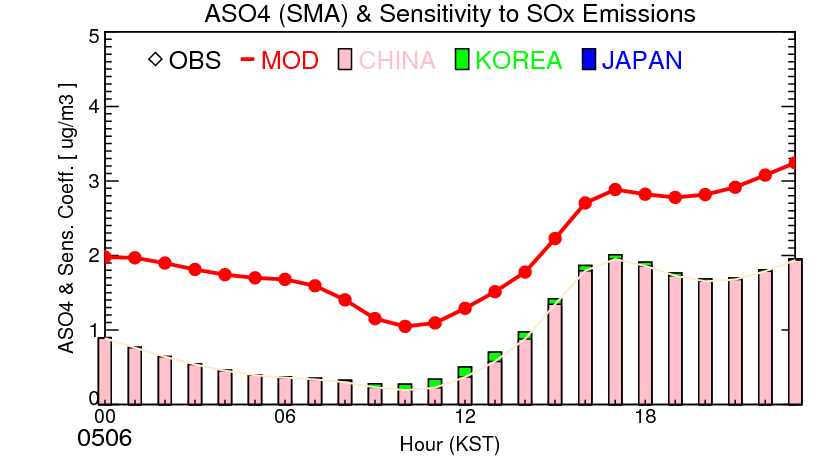 ASO4 (SMA) & Sensitivity to SOx Emissions
OBS MOD CHINA KOREA JAPAN
ASO4 & Sens. Coeff. [ ug/m3 ]
5
4
3
2
1
0
00 06 12 18
0506
Hour (KST)